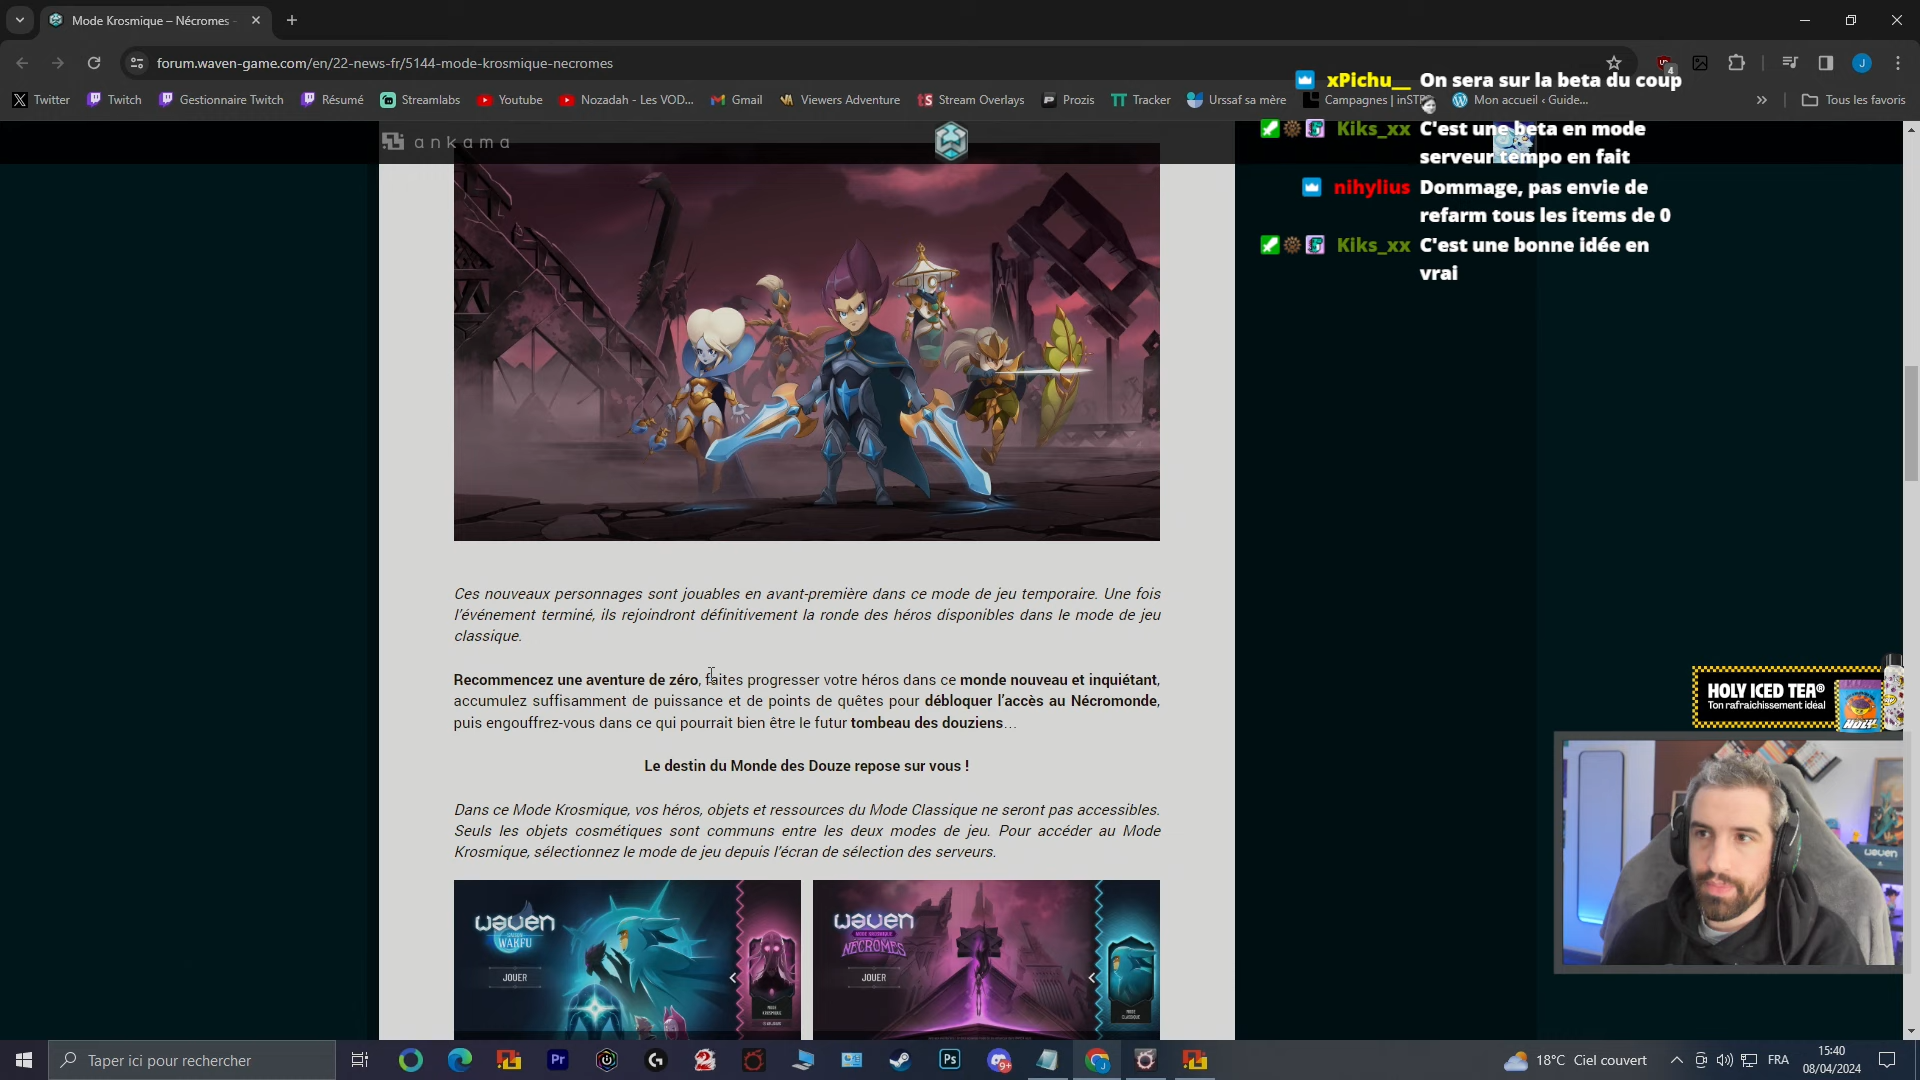 Mode Krosmique – Nécromes -
forum.waven-game.com/en/22-news-fr/5144-mode-krosmique-necromes
Twitter
Twitch
Gestionnaire Twitch
Résumé
Streamlabs
Youtube
Nozadah - Les VOD...
Gmail
Viewers Adventure
Stream Overlays
Prozis
Tracker
Urssaf sa mère
Mon accueil ‹ Guide...
Tous les favoris
xPichu__ On sera sur la beta du coup
Kiks_xx C'est une beta en mode
serveur tempo en fait
nihylius Dommage, pas envie de
refarm tous les items de 0
Kiks_xx C'est une bonne idée en
vrai
ankama
Ces nouveaux personnages sont jouables en avant-première dans ce mode de jeu temporaire. Une fois
l'événement terminé, ils rejoindront définitivement la ronde des héros disponibles dans le mode de jeu
classique.
Recommencez une aventure de zéro, faites progresser votre héros dans ce monde nouveau et inquiétant,
accumulez suffisamment de puissance et de points de quêtes pour débloquer l'accès au Nécromonde,
puis engouffrez-vous dans ce qui pourrait bien être le futur tombeau des douziens...
Le destin du Monde des Douze repose sur vous !
Dans ce Mode Krosmique, vos héros, objets et ressources du Mode Classique ne seront pas accessibles.
Seuls les objets cosmétiques sont communs entre les deux modes de jeu. Pour accéder au Mode
Krosmique, sélectionnez le mode de jeu depuis l'écran de sélection des serveurs.
waven
WAKFU
JOUER
MODE
KROSMIQUE
waven
MODE KROSMIQUE
NÉCROMES
JOUER
MODE
CLASSIQUE
HOLY ICED TEA®
Ton rafraichissement idéal
HOLY
waven
Taper ici pour rechercher
18°C Ciel couvert
FRA
15:40
08/04/2024